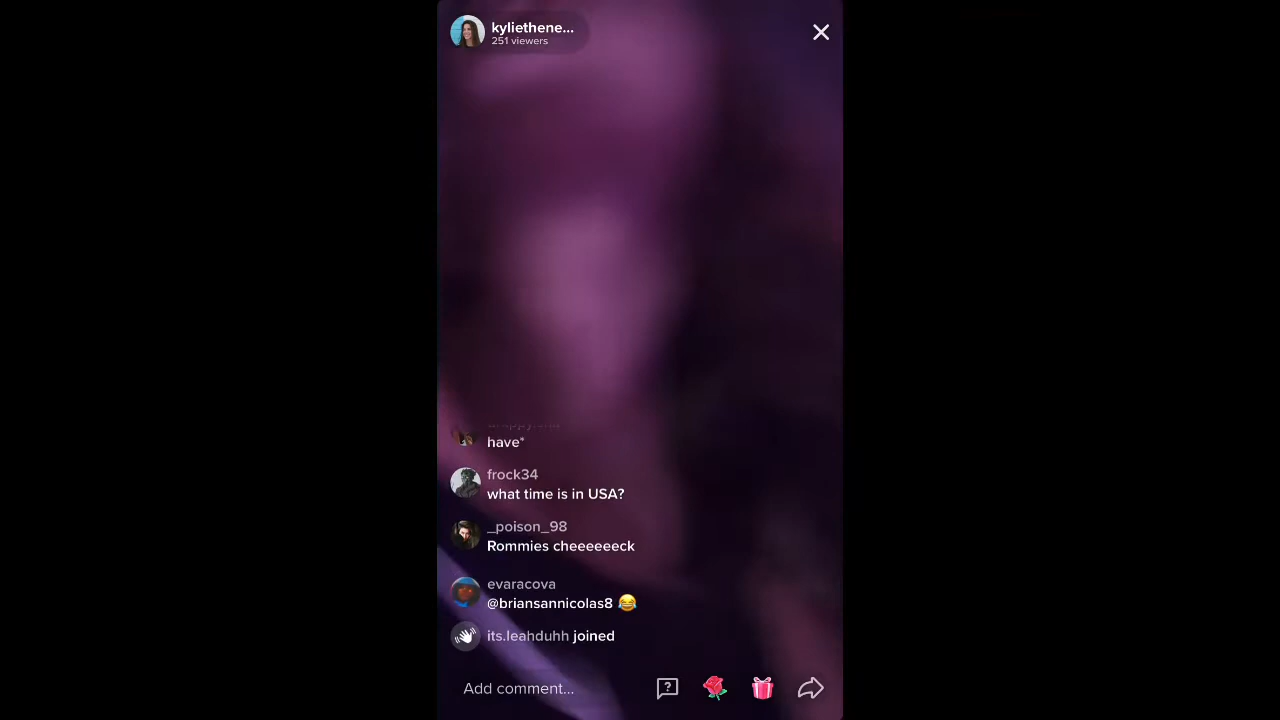 kyliethene...
251 viewers
have*
frock34
what time is in USA?
_poison_98
Rommies cheeeeeeck
evaracova
@briansannicolas8 😂
its.leahduhh joined
Add comment...